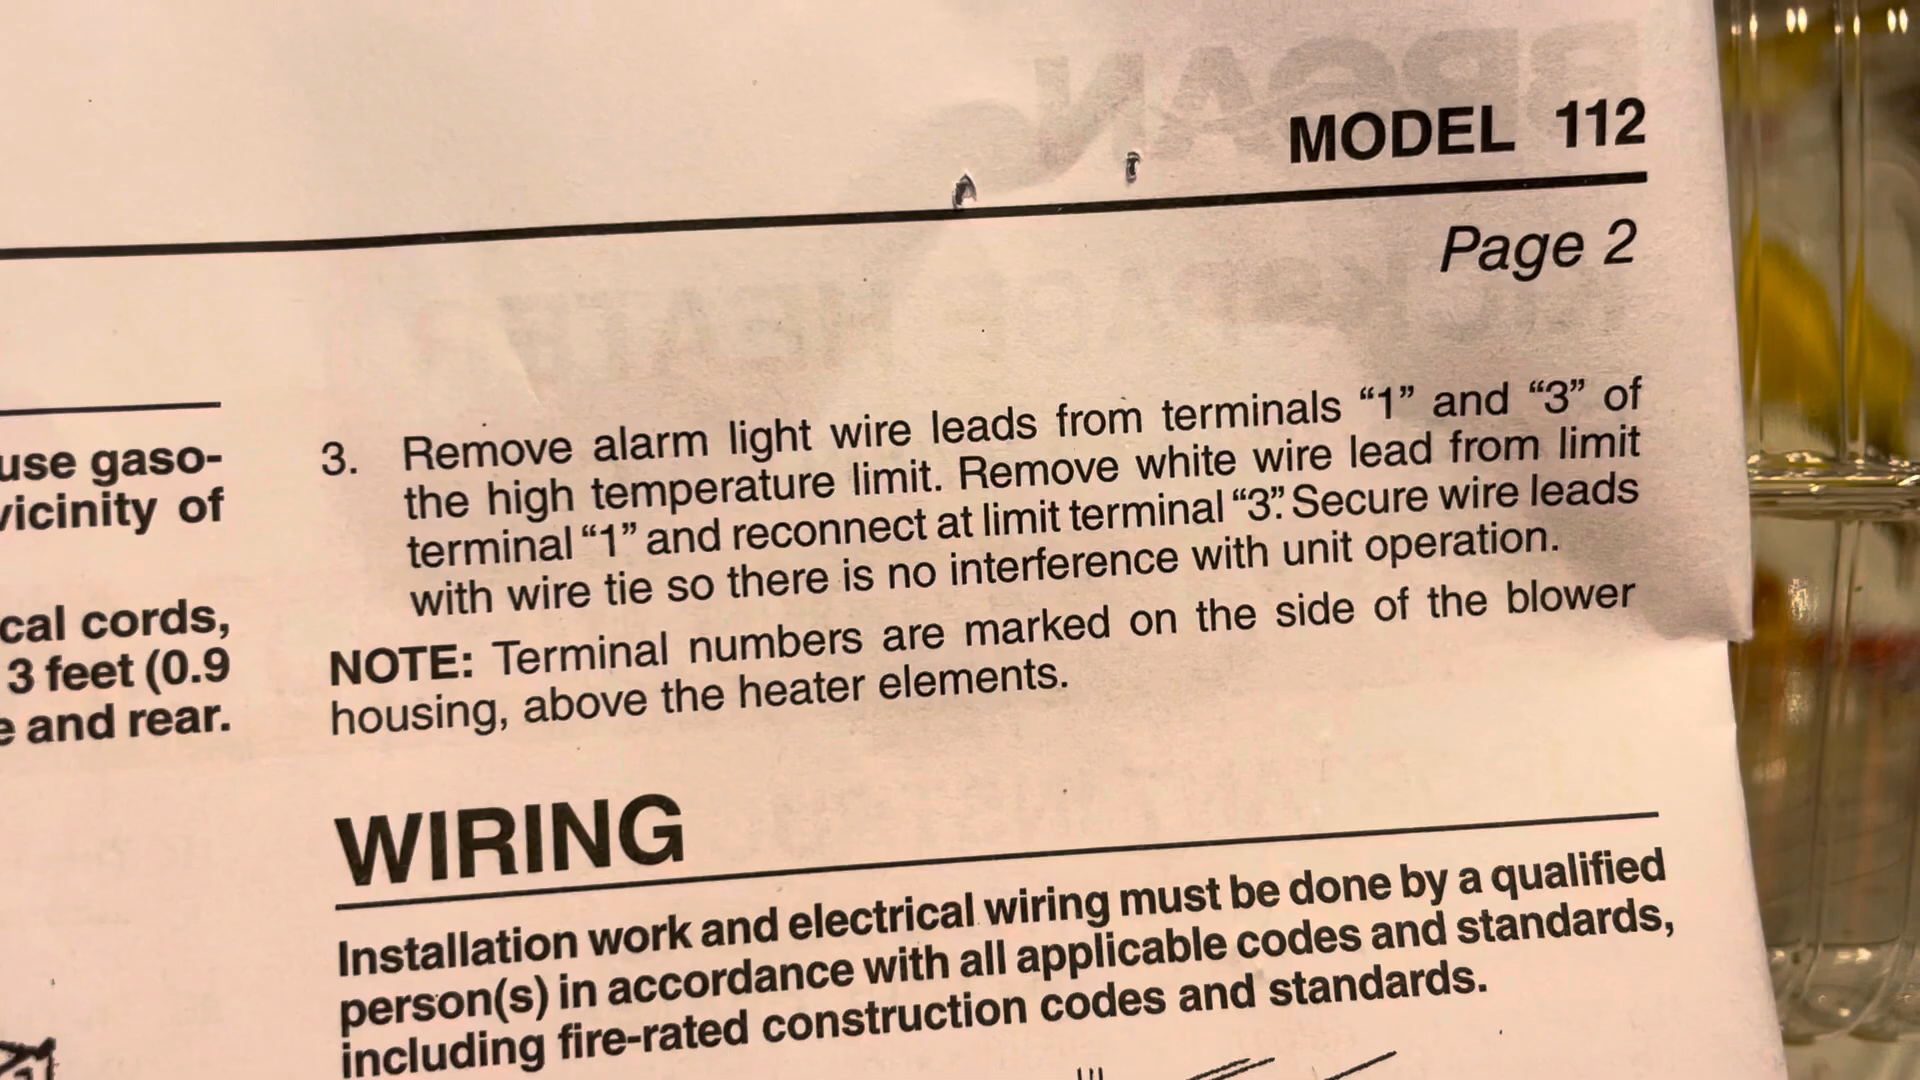 MODEL 112
Page 2
use gaso-
vicinity of
cal cords,
3 feet (0.9
e and rear.
3. Remove alarm light wire leads from terminals “1” and “3” of
the high temperature limit. Remove white wire lead from limit
terminal “1” and reconnect at limit terminal “3”. Secure wire leads
with wire tie so there is no interference with unit operation.
NOTE: Terminal numbers are marked on the side of the blower
housing, above the heater elements.
WIRING
Installation work and electrical wiring must be done by a qualified
person(s) in accordance with all applicable codes and standards,
including fire-rated construction codes and standards.